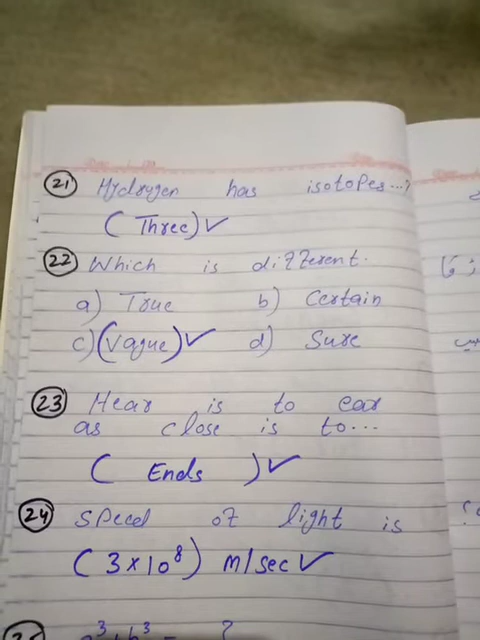 21 Hydrogen has isotopes...?
(Three) ✓
22 Which is different.
a) True b) Certain
c) (Vague) ✓ d) Sure
23 Hear is to ear
as close is to...
( Ends ) ✓
24 Speed of light is
(3×10⁸) m/sec ✓